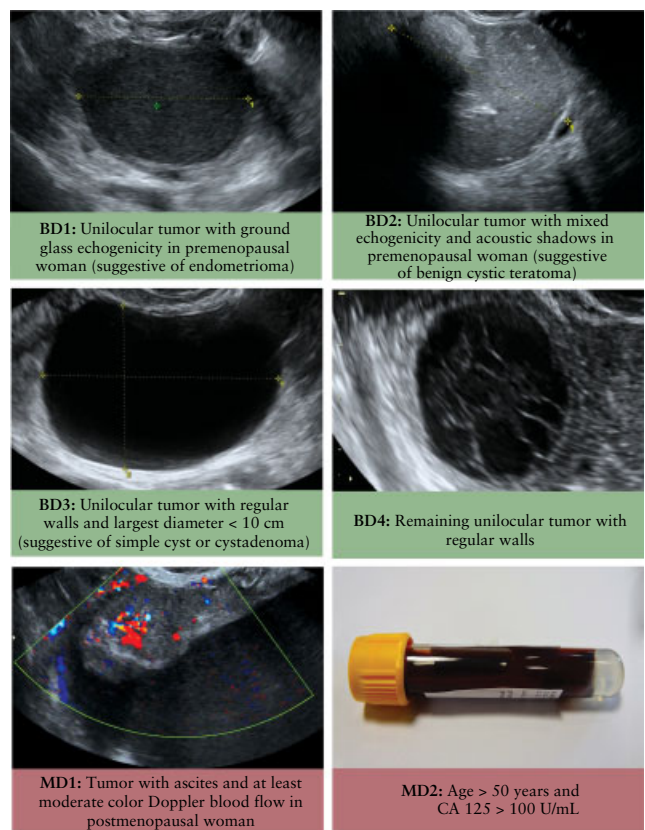 BD1: Unilocular tumor with ground
glass echogenicity in premenopausal
woman (suggestive of endometrioma)
BD2: Unilocular tumor with mixed
echogenicity and acoustic shadows in
premenopausal woman (suggestive
of benign cystic teratoma)
BD3: Unilocular tumor with regular
walls and largest diameter < 10 cm
(suggestive of simple cyst or cystadenoma)
BD4: Remaining unilocular tumor with
regular walls
MD1: Tumor with ascites and at least
moderate color Doppler blood flow in
postmenopausal woman
MD2: Age > 50 years and
CA 125 > 100 U/mL